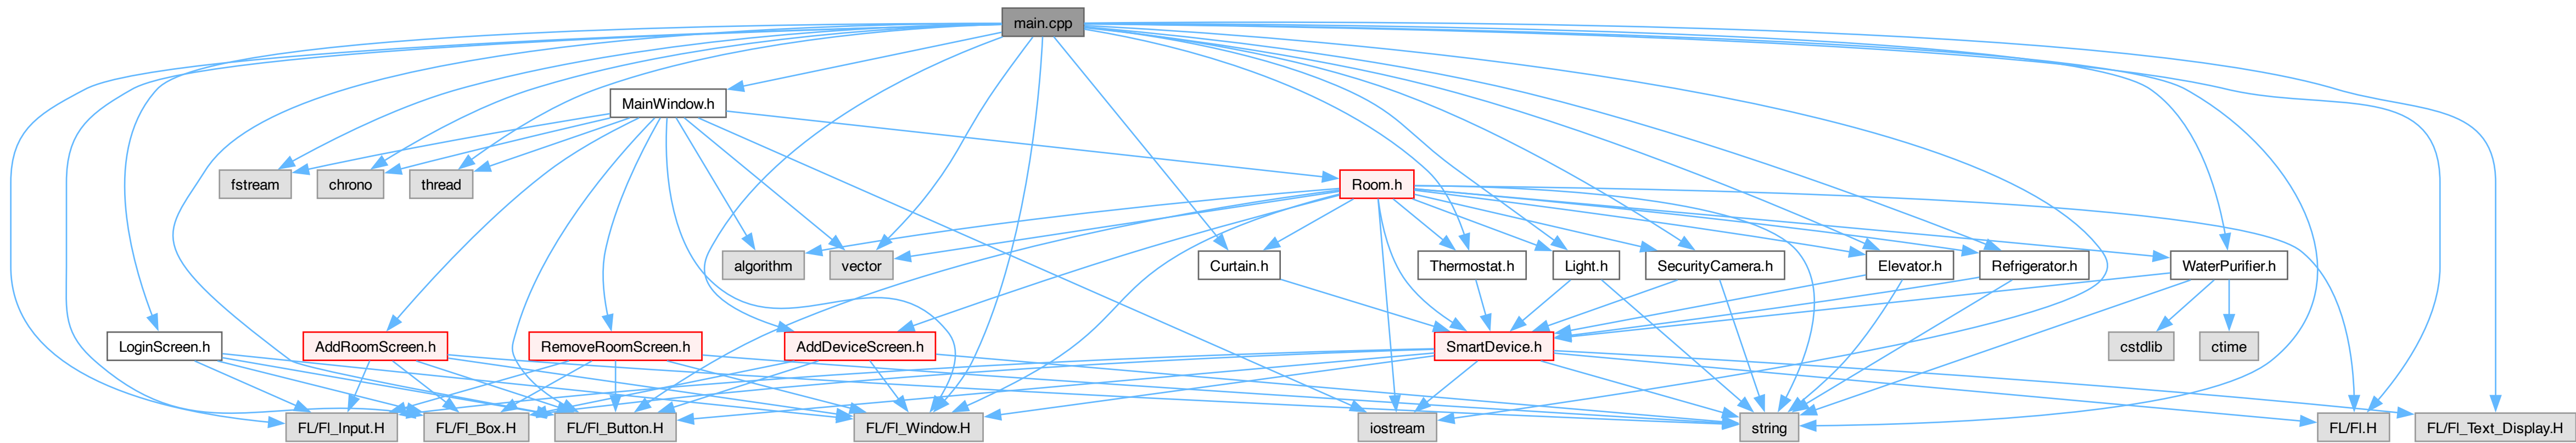 main.cpp
MainWindow.h
fstream
chrono
thread
Room.h
algorithm
vector
Curtain.h
Thermostat.h
Light.h
SecurityCamera.h
Elevator.h
Refrigerator.h
WaterPurifier.h
LoginScreen.h
AddRoomScreen.h
RemoveRoomScreen.h
AddDeviceScreen.h
SmartDevice.h
cstdlib
ctime
FL/Fl_Input.H
FL/Fl_Box.H
FL/Fl_Button.H
FL/Fl_Window.H
iostream
string
FL/Fl.H
FL/Fl_Text_Display.H